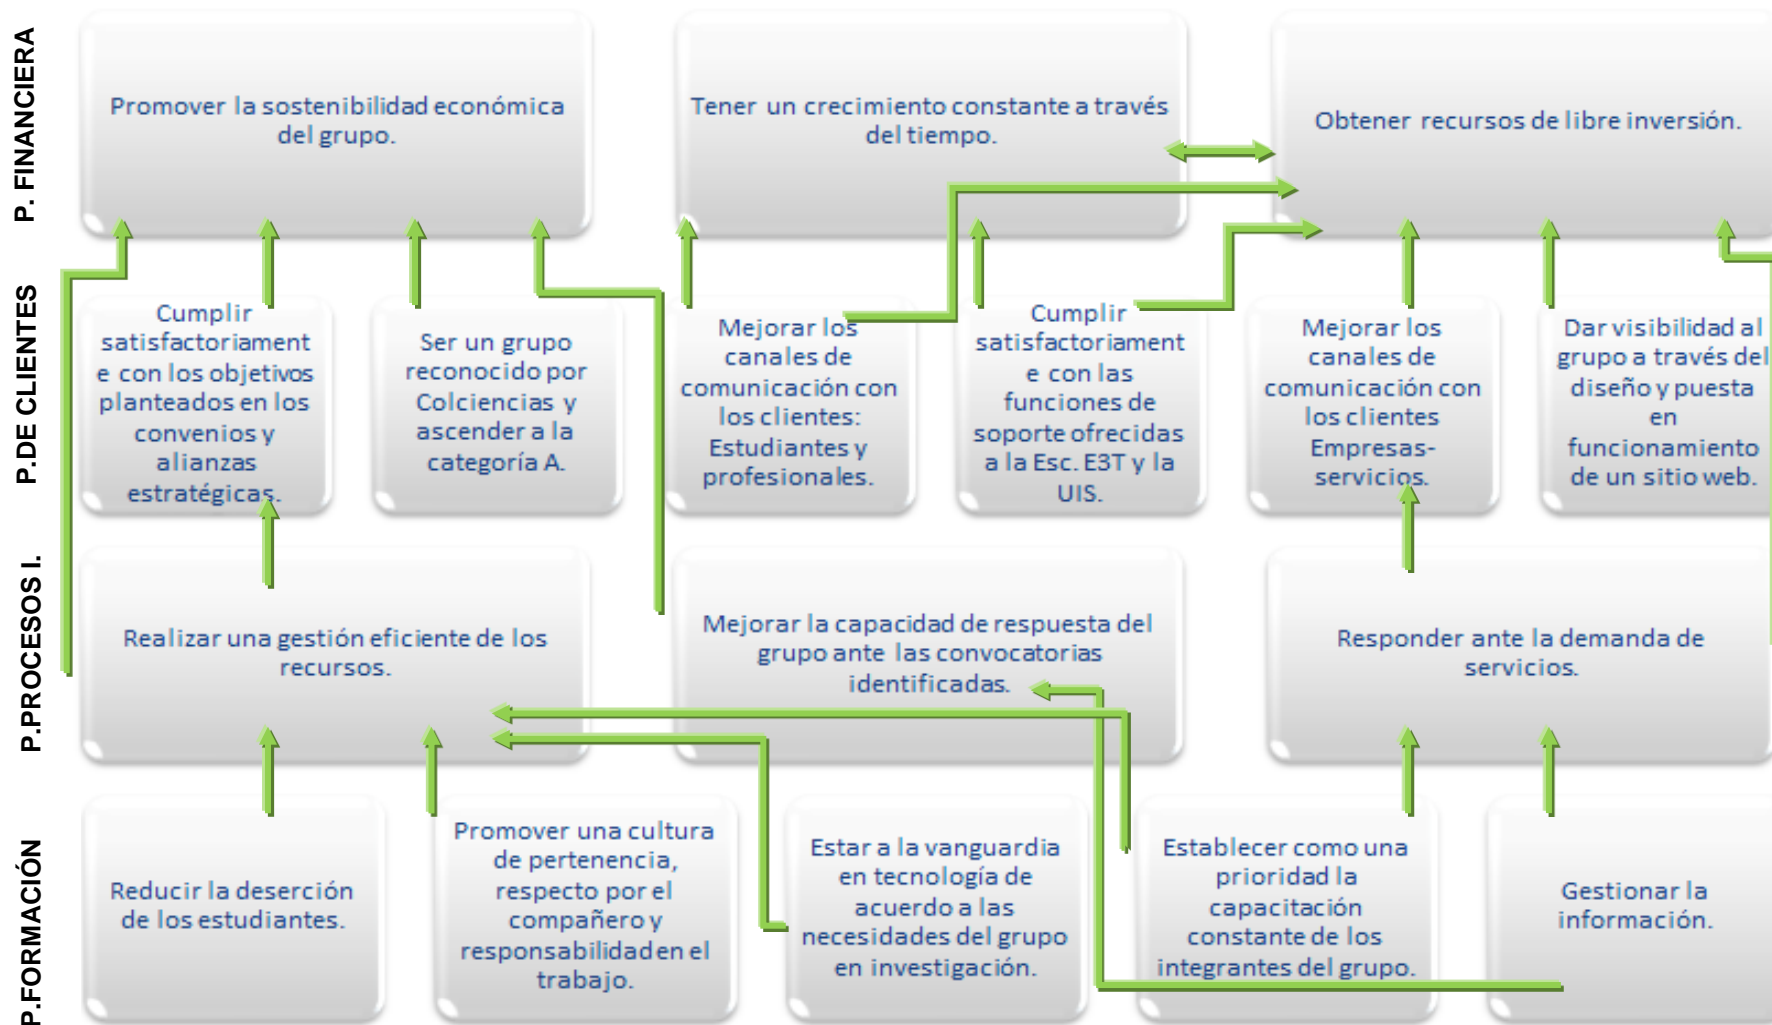 P. FINANCIERA
Promover la sostenibilidad económica
del grupo.
Tener un crecimiento constante a través
del tiempo.
Obtener recursos de libre inversión.
P.DE CLIENTES
Cumplir
satisfactoriament
e con los objetivos
planteados en los
convenios y
alianzas
estratégicas.
Ser un grupo
reconocido por
Colciencias y
ascender a la
categoría A.
Mejorar los
canales de
comunicación con
los clientes:
Estudiantes y
profesionales.
Cumplir
satisfactoriament
e con las
funciones de
soporte ofrecidas
a la Esc. E3T y la
UIS.
Mejorar los
canales de
comunicación con
los clientes
Empresas-
servicios.
Dar visibilidad al
grupo a través del
diseño y puesta
en
funcionamiento
de un sitio web.
P.PROCESOS I.
Realizar una gestión eficiente de los
recursos.
Mejorar la capacidad de respuesta del
grupo ante las convocatorias
identificadas.
Responder ante la demanda de
servicios.
P.FORMACIÓN
Reducir la deserción
de los estudiantes.
Promover una cultura
de pertenencia,
respecto por el
compañero y
responsabilidad en el
trabajo.
Estar a la vanguardia
en tecnología de
acuerdo a las
necesidades del grupo
en investigación.
Establecer como una
prioridad la
capacitación
constante de los
integrantes del grupo.
Gestionar la
información.